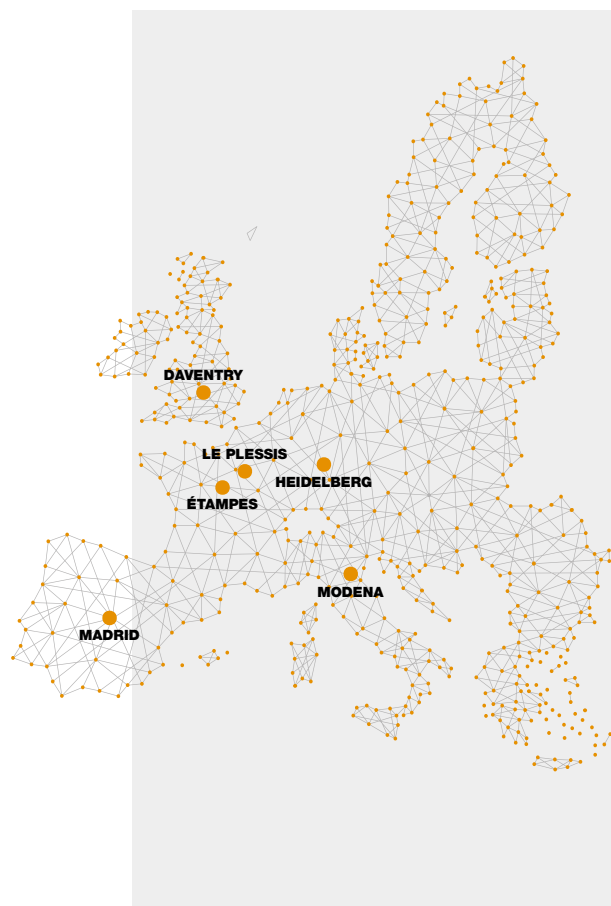 DAVENTRY
LE PLESSIS
HEIDELBERG
ÉTAMPES
MODENA
MADRID